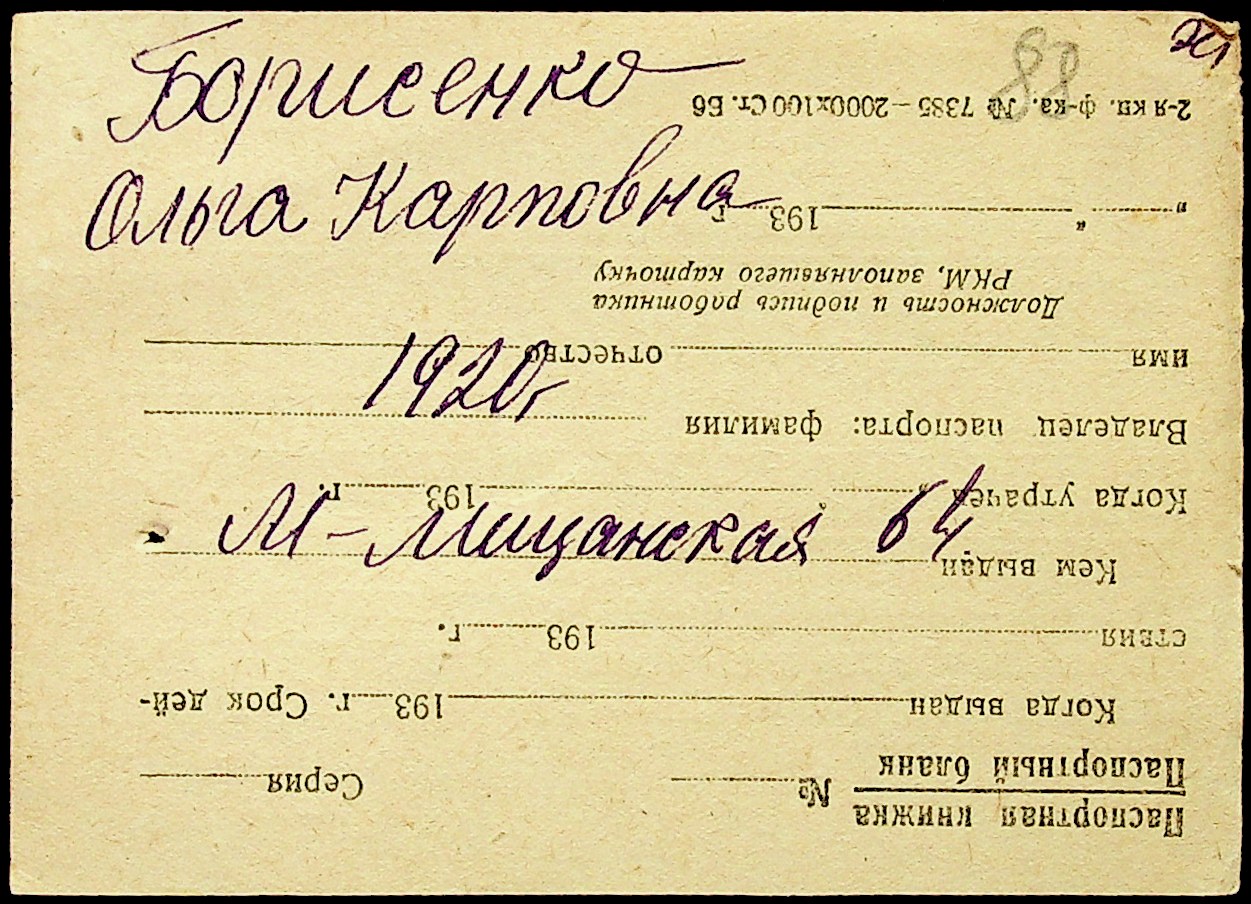 Борисенко
Ольга Карповна
1920г
М-Мищанская 64
88
Паспортная книжка
Паспортный бланк
№ Серия
Когда выдан 193 г. Срок дей-
ствия 193 г.
Кем выдан
Когда утрачен „ 193 г.
Владелец паспорта: фамилия
имя отчество
Должность и подпись работника
РКМ, заполнявшего карточку
„ “ 193 г
2-я кн. ф-ка. № 7385 — 2000х100 Ст. Бб